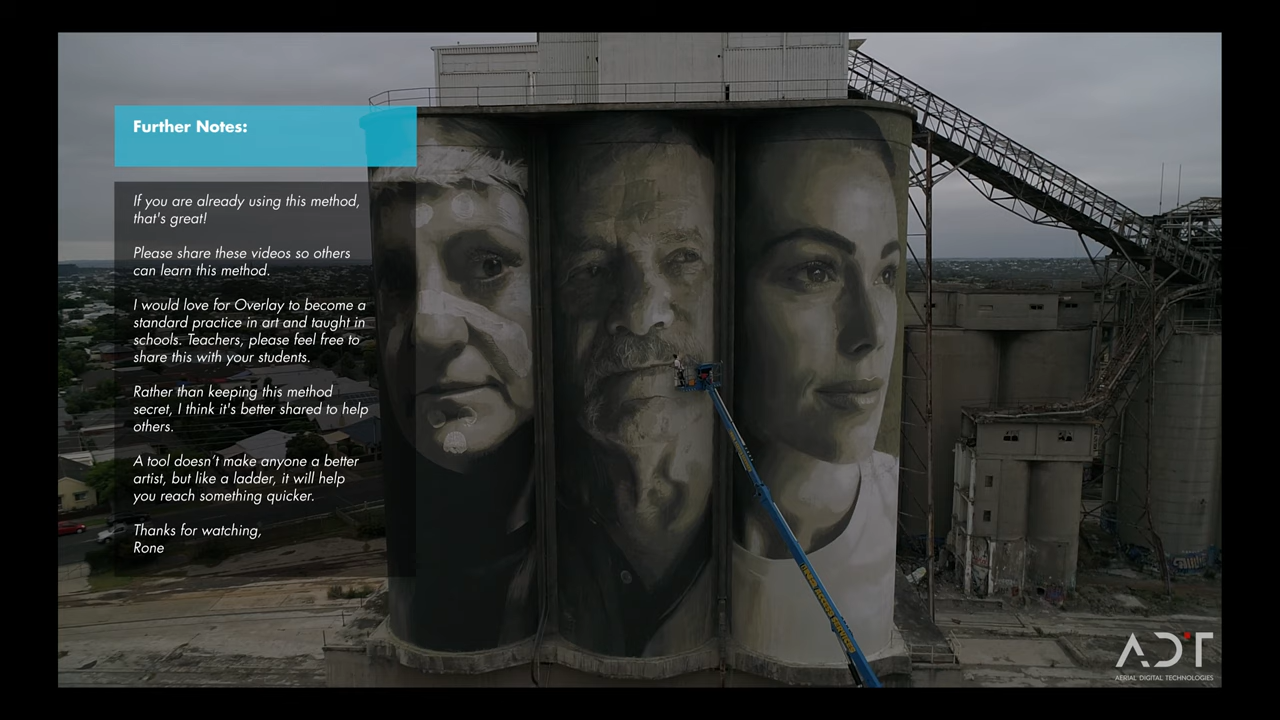 Further Notes:
If you are already using this method,
that's great!
Please share these videos so others
can learn this method.
I would love for Overlay to become a
standard practice in art and taught in
schools. Teachers, please feel free to
share this with your students.
Rather than keeping this method
secret, I think it's better shared to help
others.
A tool doesn’t make anyone a better
artist, but like a ladder, it will help
you reach something quicker.
Thanks for watching,
Rone
ADT
AERIAL DIGITAL TECHNOLOGIES